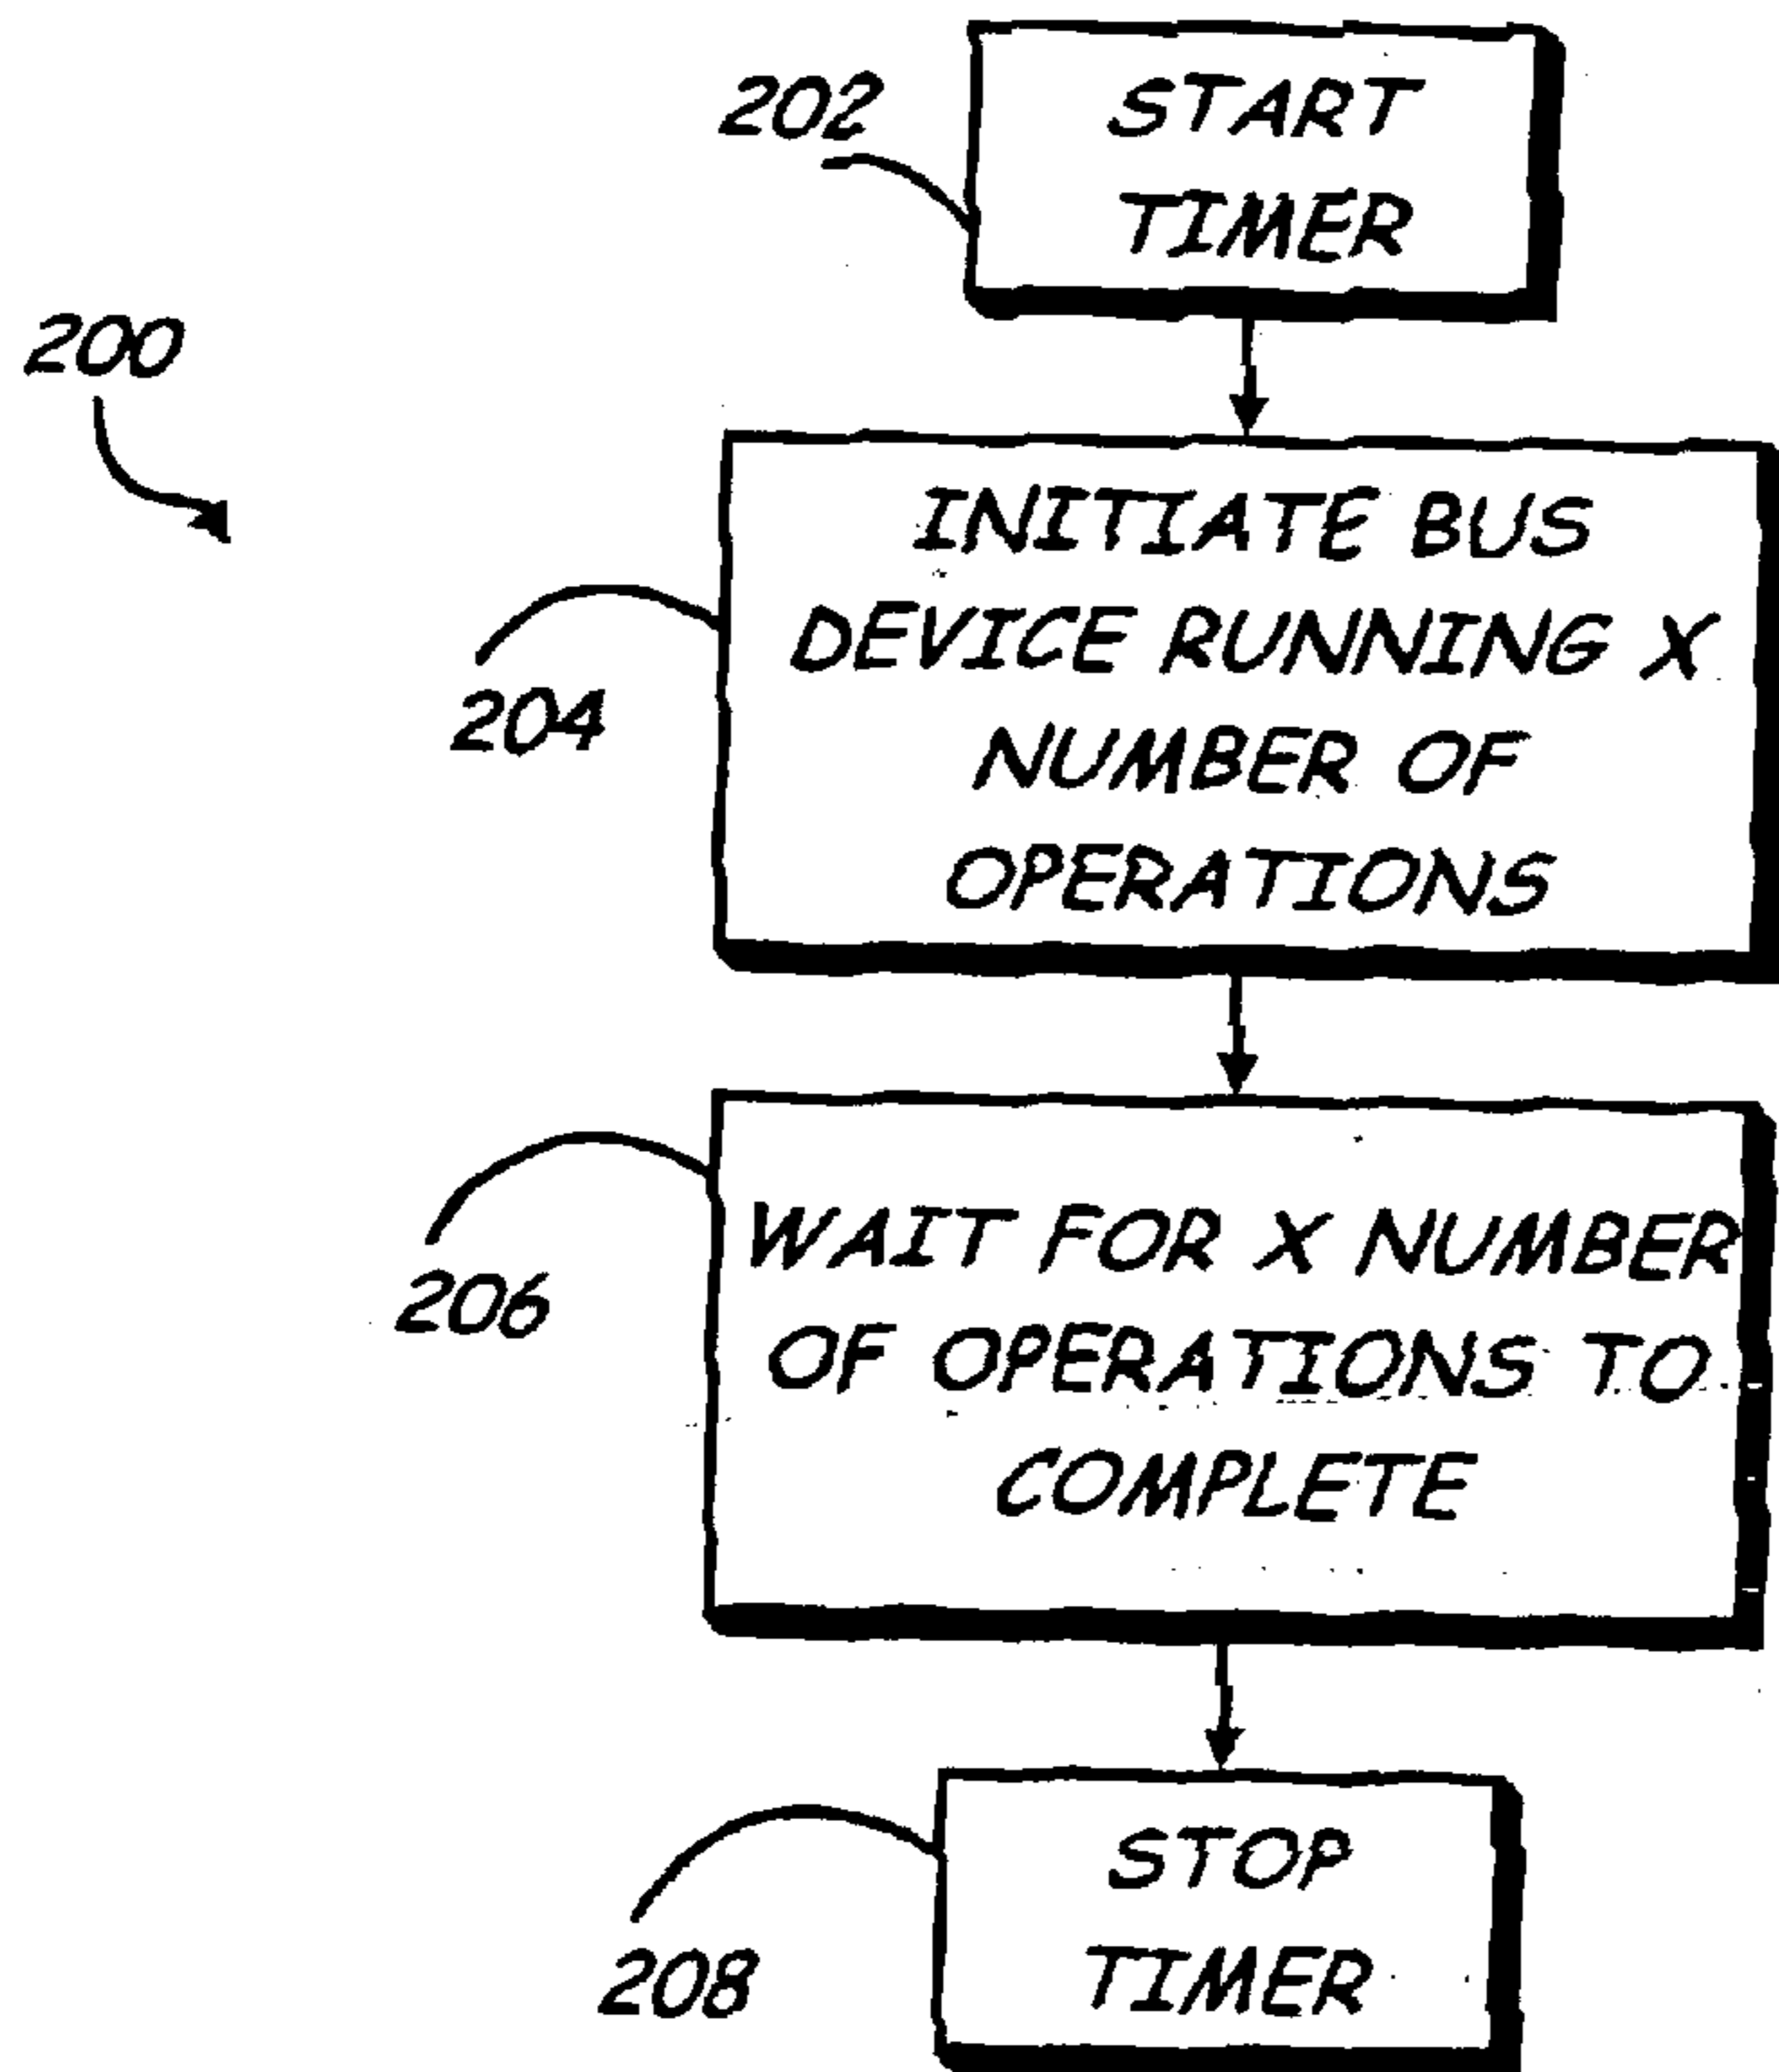 202
START
TIMER
200
INITIATE BUS
DEVICE RUNNING X
NUMBER OF
OPERATIONS
204
WAIT FOR X NUMBER
OF OPERATIONS TO
COMPLETE
206
STOP
TIMER
208